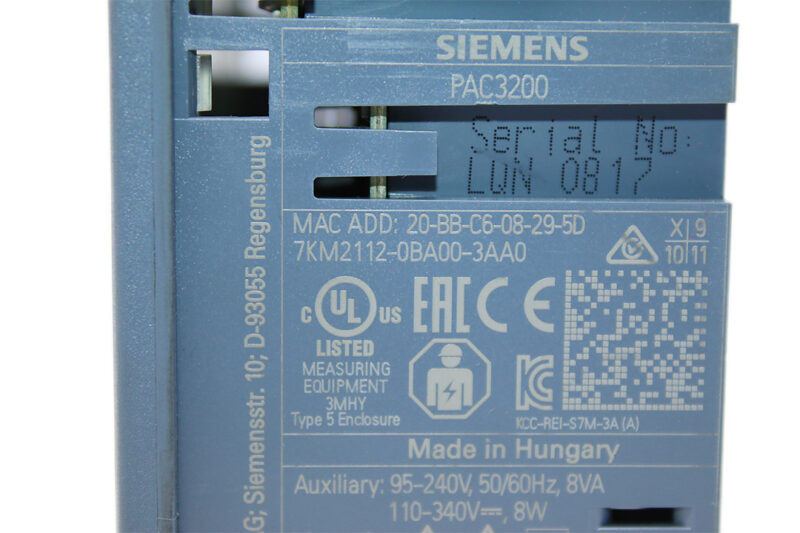 SIEMENS
PAC3200
Serial No:
LQN 0817
MAC ADD: 20-BB-C6-08-29-5D
7KM2112-0BA00-3AA0
X 9
10 11
C UL US
LISTED
EAC CE
MEASURING
EQUIPMENT
3MHY
Type 5 Enclosure
KCC-REI-S7M-3A (A)
Made in Hungary
Auxiliary: 95-240V, 50/60Hz, 8VA
110-340V⎓, 8W
AG; Siemensstr. 10; D-93055 Regensburg